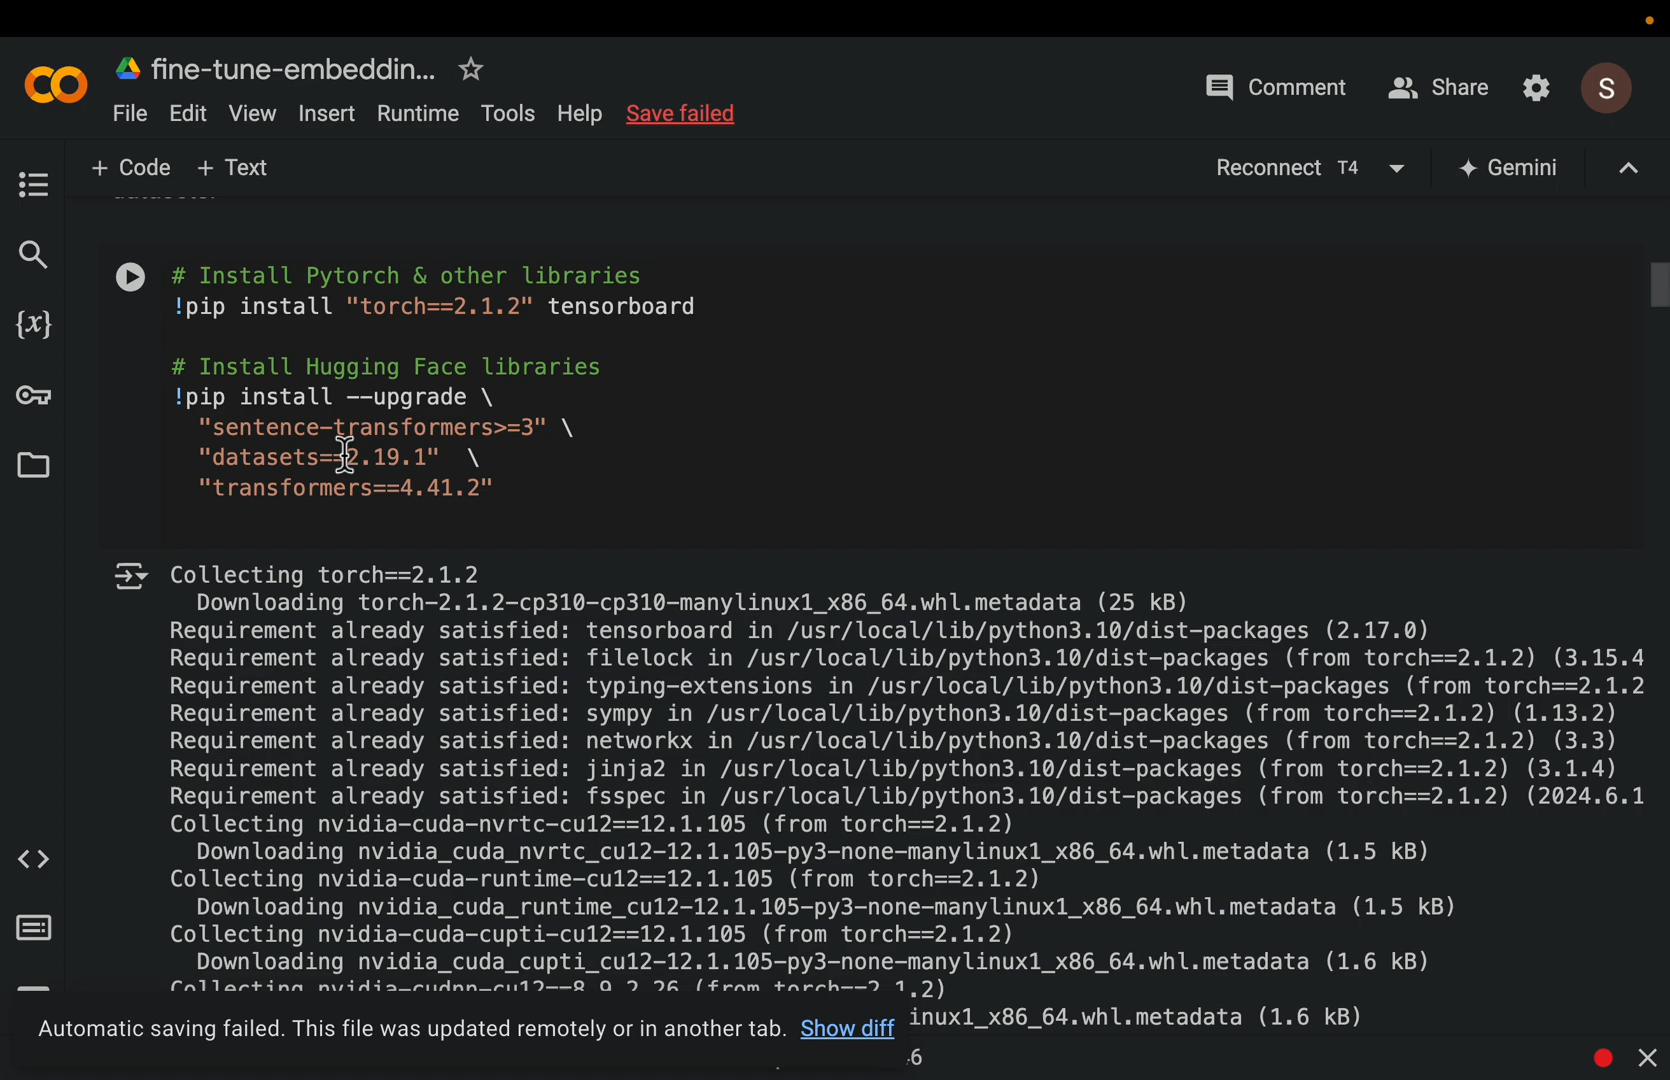 fine-tune-embeddin...
Comment
Share
S
File Edit View Insert Runtime Tools Help Save failed
+ Code + Text
Reconnect T4
Gemini
# Install Pytorch & other libraries
!pip install "torch==2.1.2" tensorboard
# Install Hugging Face libraries
!pip install --upgrade \
"sentence-transformers>=3" \
"datasets==2.19.1" \
"transformers==4.41.2"
{x}
Collecting torch==2.1.2
Downloading torch-2.1.2-cp310-cp310-manylinux1_x86_64.whl.metadata (25 kB)
Requirement already satisfied: tensorboard in /usr/local/lib/python3.10/dist-packages (2.17.0)
Requirement already satisfied: filelock in /usr/local/lib/python3.10/dist-packages (from torch==2.1.2) (3.15.4
Requirement already satisfied: typing-extensions in /usr/local/lib/python3.10/dist-packages (from torch==2.1.2
Requirement already satisfied: sympy in /usr/local/lib/python3.10/dist-packages (from torch==2.1.2) (1.13.2)
Requirement already satisfied: networkx in /usr/local/lib/python3.10/dist-packages (from torch==2.1.2) (3.3)
Requirement already satisfied: jinja2 in /usr/local/lib/python3.10/dist-packages (from torch==2.1.2) (3.1.4)
Requirement already satisfied: fsspec in /usr/local/lib/python3.10/dist-packages (from torch==2.1.2) (2024.6.1
Collecting nvidia-cuda-nvrtc-cu12==12.1.105 (from torch==2.1.2)
Downloading nvidia_cuda_nvrtc_cu12-12.1.105-py3-none-manylinux1_x86_64.whl.metadata (1.5 kB)
Collecting nvidia-cuda-runtime-cu12==12.1.105 (from torch==2.1.2)
Downloading nvidia_cuda_runtime_cu12-12.1.105-py3-none-manylinux1_x86_64.whl.metadata (1.5 kB)
Collecting nvidia-cuda-cupti-cu12==12.1.105 (from torch==2.1.2)
Downloading nvidia_cuda_cupti_cu12-12.1.105-py3-none-manylinux1_x86_64.whl.metadata (1.6 kB)
Collecting nvidia-cudnn-cu12==8.9.2.26 (from torch==2.1.2)
inux1_x86_64.whl.metadata (1.6 kB)
Automatic saving failed. This file was updated remotely or in another tab. Show diff